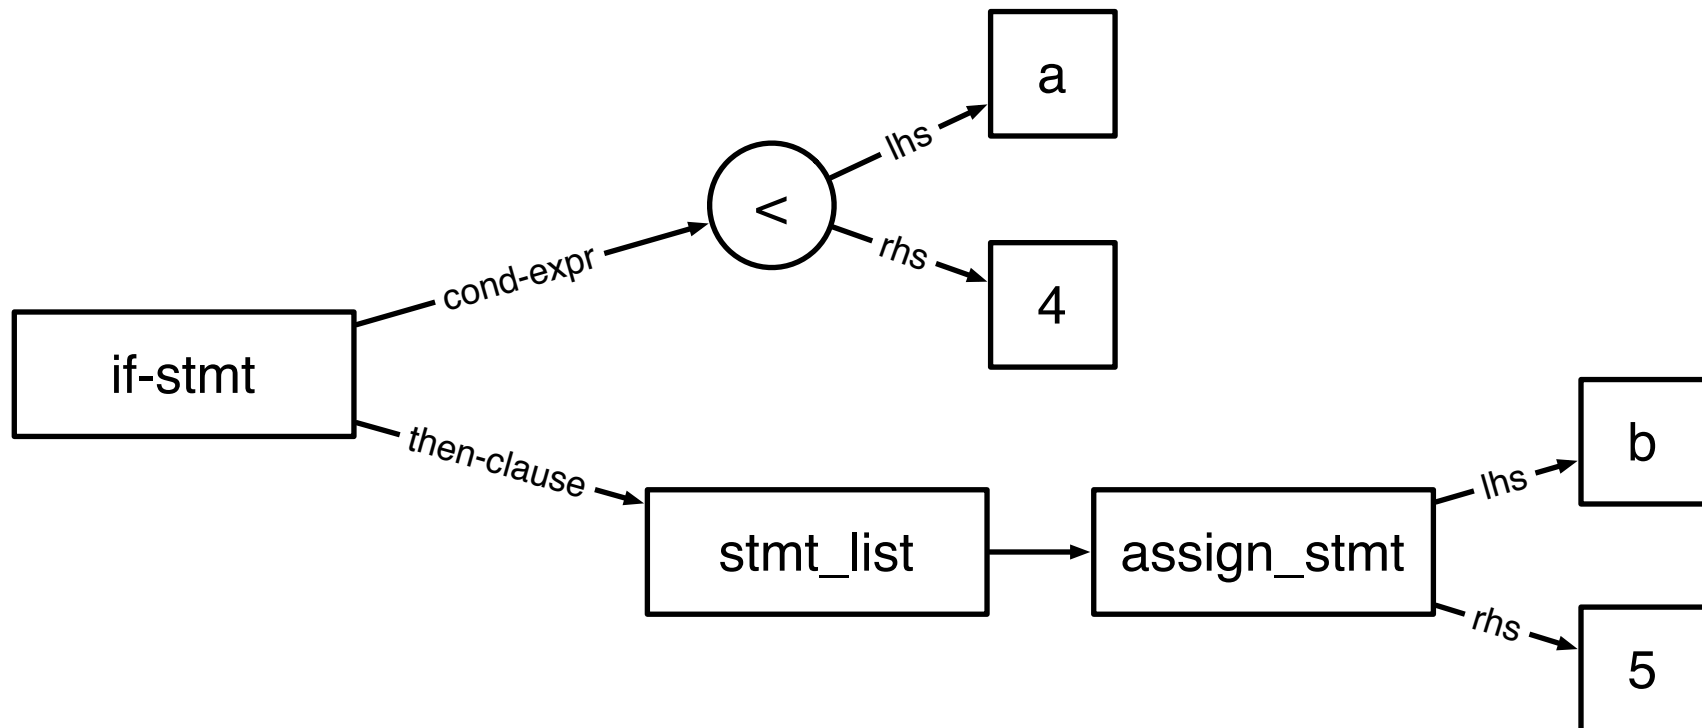 a
lhs
<
rhs
cond-expr
4
if-stmt
then-clause
b
lhs
stmt_list
assign_stmt
rhs
5